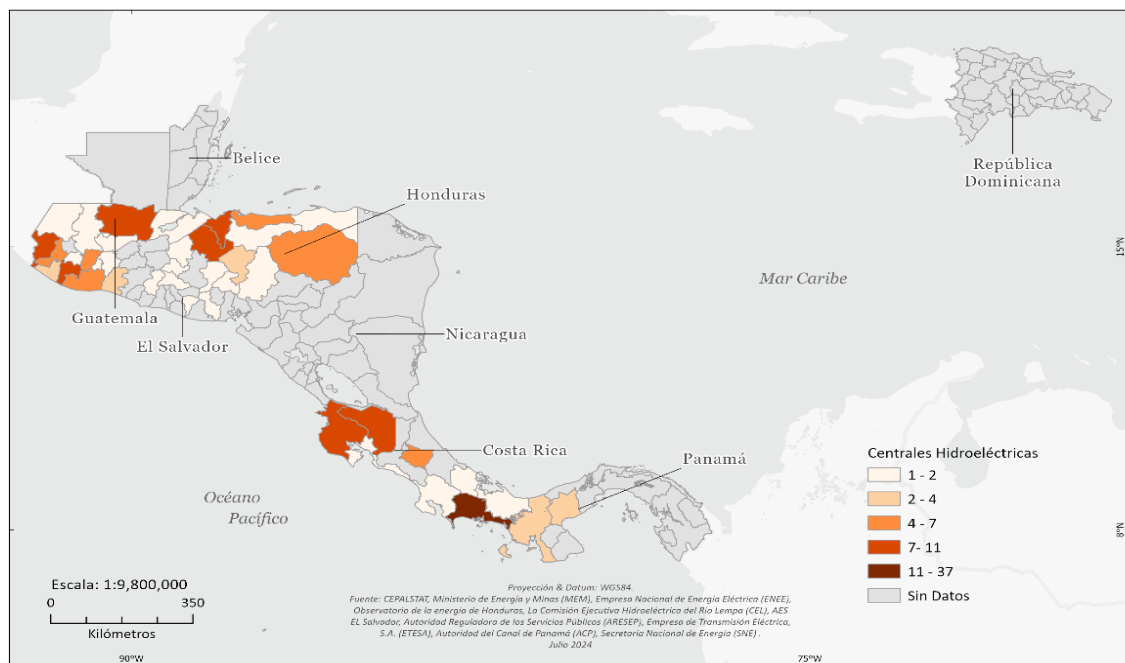 Belice
República
Dominicana
Honduras
15°N
Mar Caribe
Guatemala
El Salvador
Nicaragua
Costa Rica
Panamá
Océano
Pacífico
8°N
Centrales Hidroeléctricas
1 - 2
2 - 4
4 - 7
7- 11
11 - 37
Sin Datos
Escala: 1:9,800,000
0 350
Kilómetros
Proyección & Datum: WGS84.
Fuente: CEPALSTAT, Ministerio de Energía y Minas (MEM), Empresa Nacional de Energía Eléctrica (ENEE),
Observatorio de la energía de Honduras, La Comisión Ejecutiva Hidroeléctrica del Río Lempa (CEL), AES
EL Salvador, Autoridad Reguladora de los Servicios Públicos (ARESEP), Empresa de Transmisión Eléctrica,
S.A. (ETESA), Autoridad del Canal de Panamá (ACP), Secretaría Nacional de Energía (SNE) .
Julio 2024
90°W
75°W